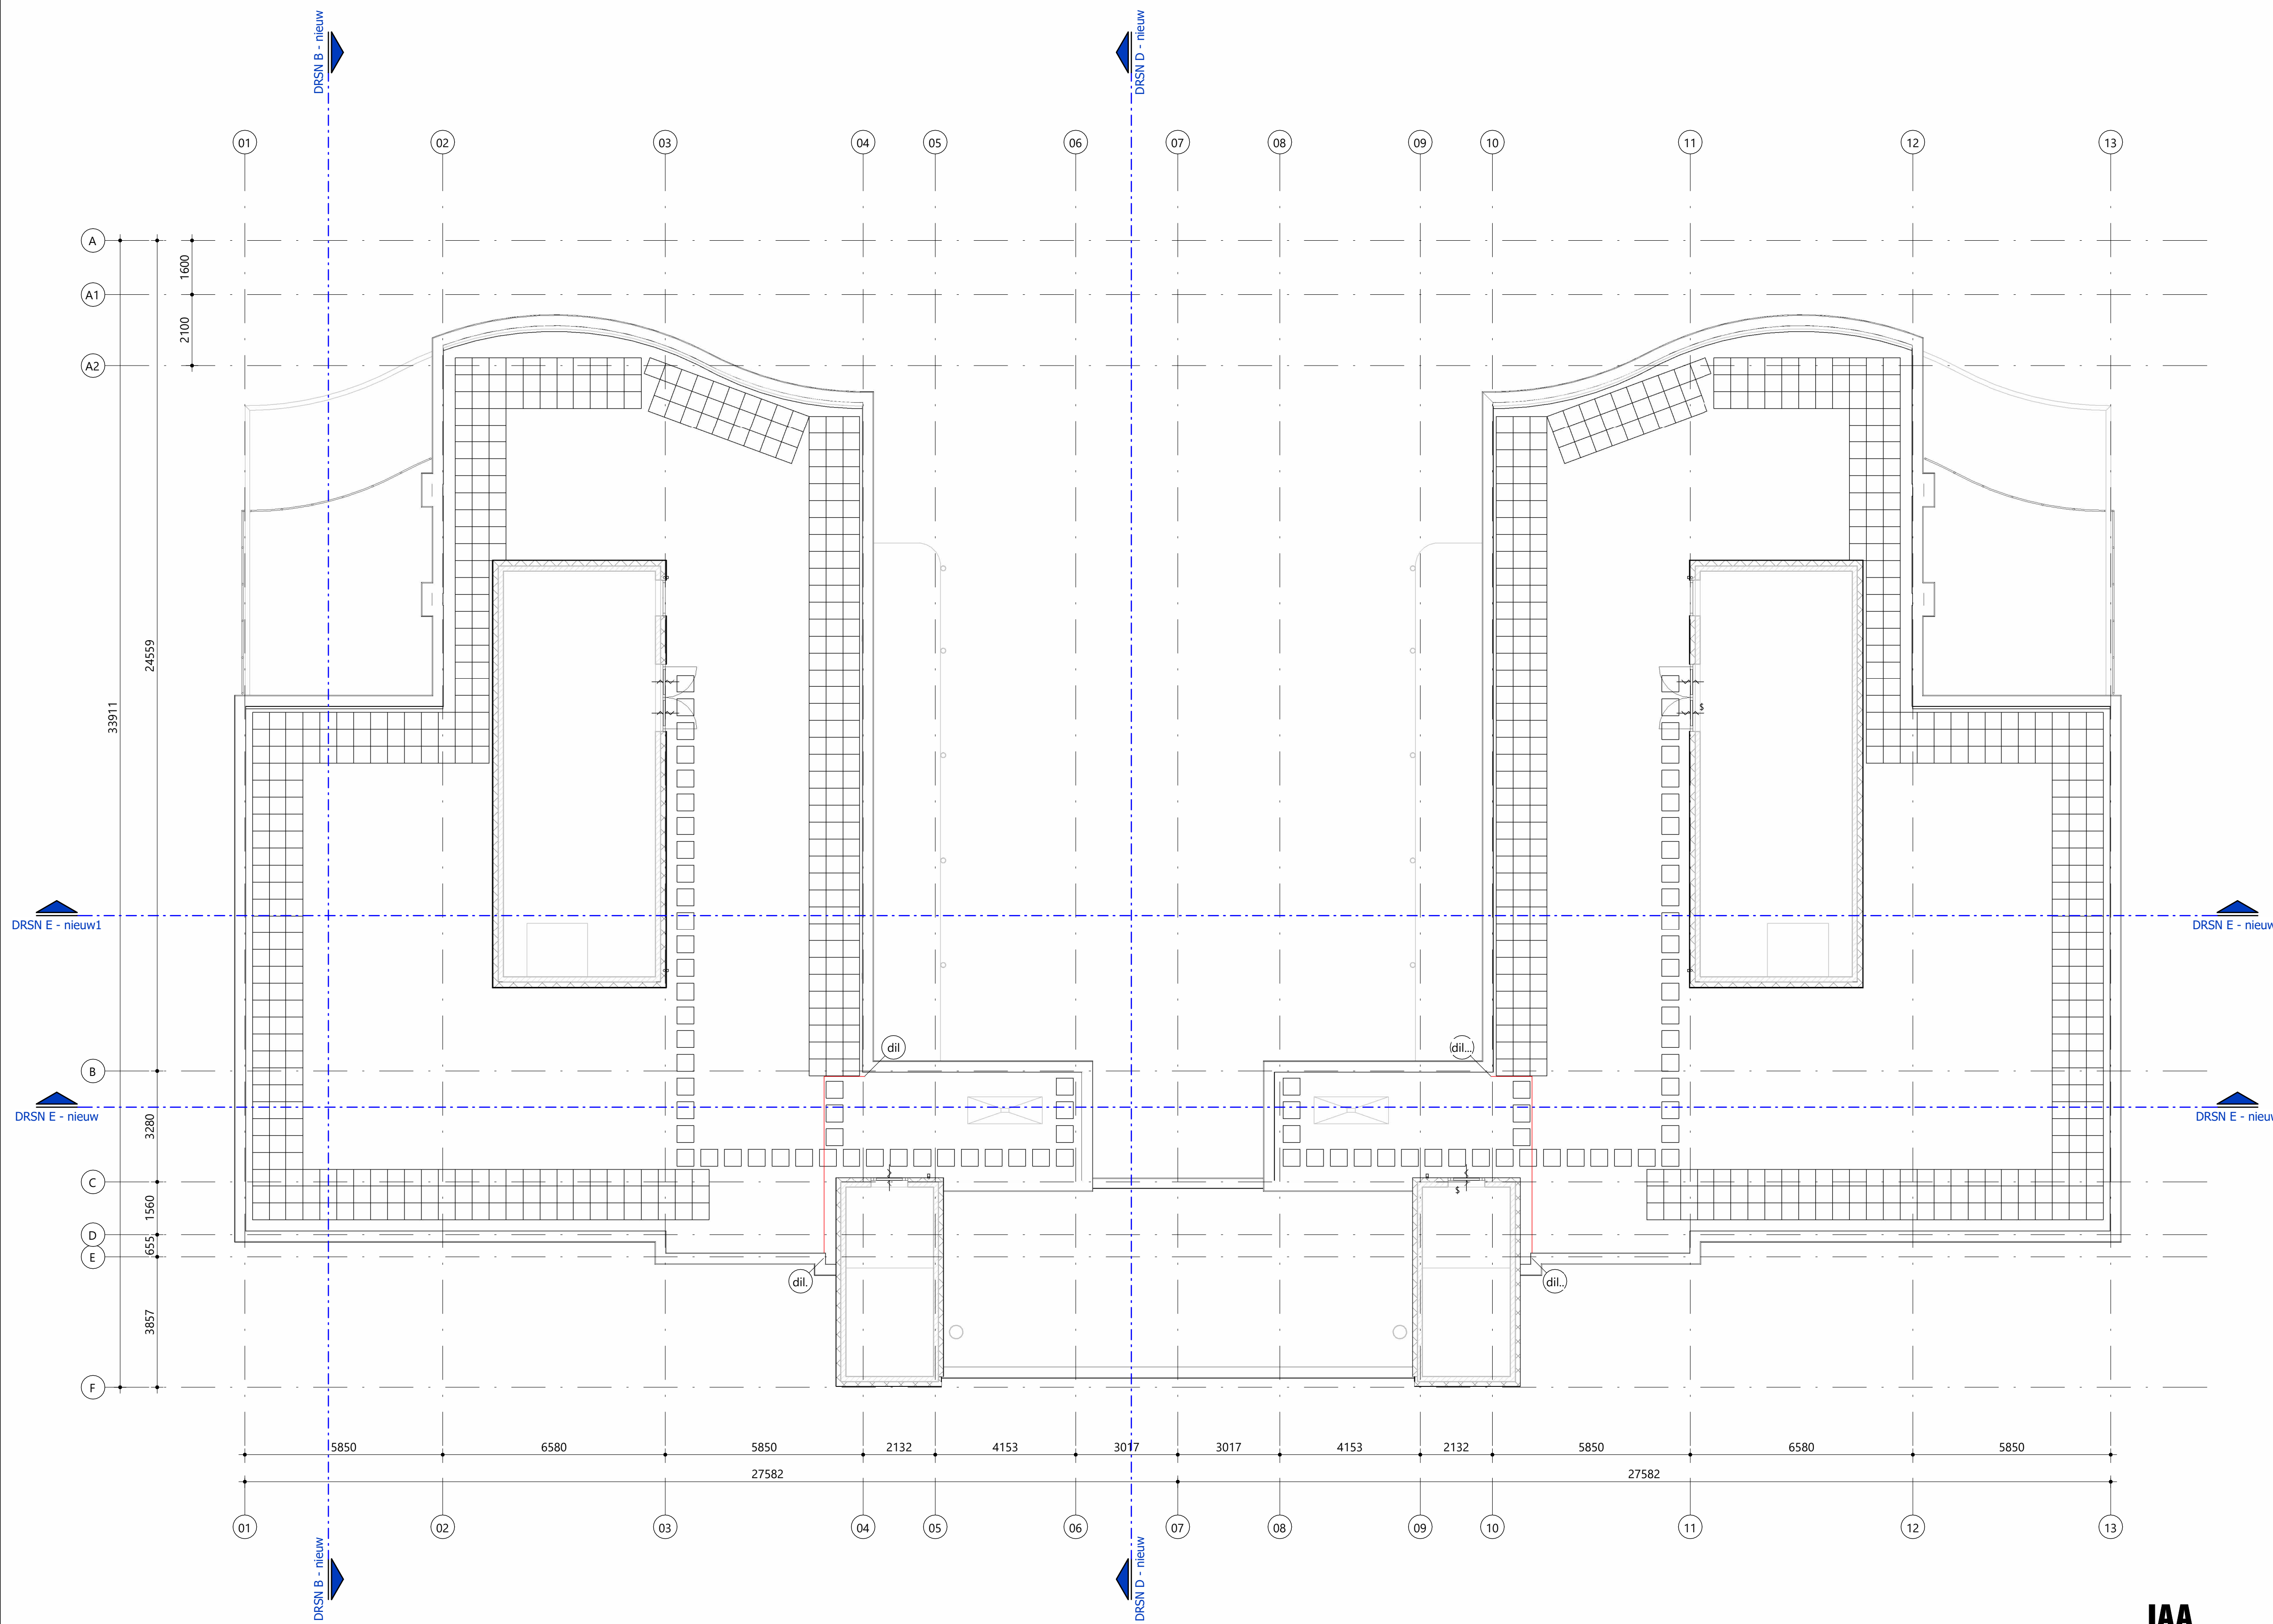 DRSN B - nieuw
DRSN D - nieuw
01 02 03 04 05 06 07 08 09 10 11 12 13
A
1600
A1
2100
A2
24559
33911
$
DRSN E - nieuw1
DRSN E - nieuw
dil
dil...
B
DRSN E - nieuw
DRSN E - nieuw
3280
C
$
1560
D
655
E
dil.
dil..
3857
F
5850 6580 5850 2132 4153 3017 3017 4153 2132 5850 6580 5850
27582 27582
01 02 03 04 05 06 07 08 09 10 11 12 13
DRSN B - nieuw
DRSN D - nieuw
IAA